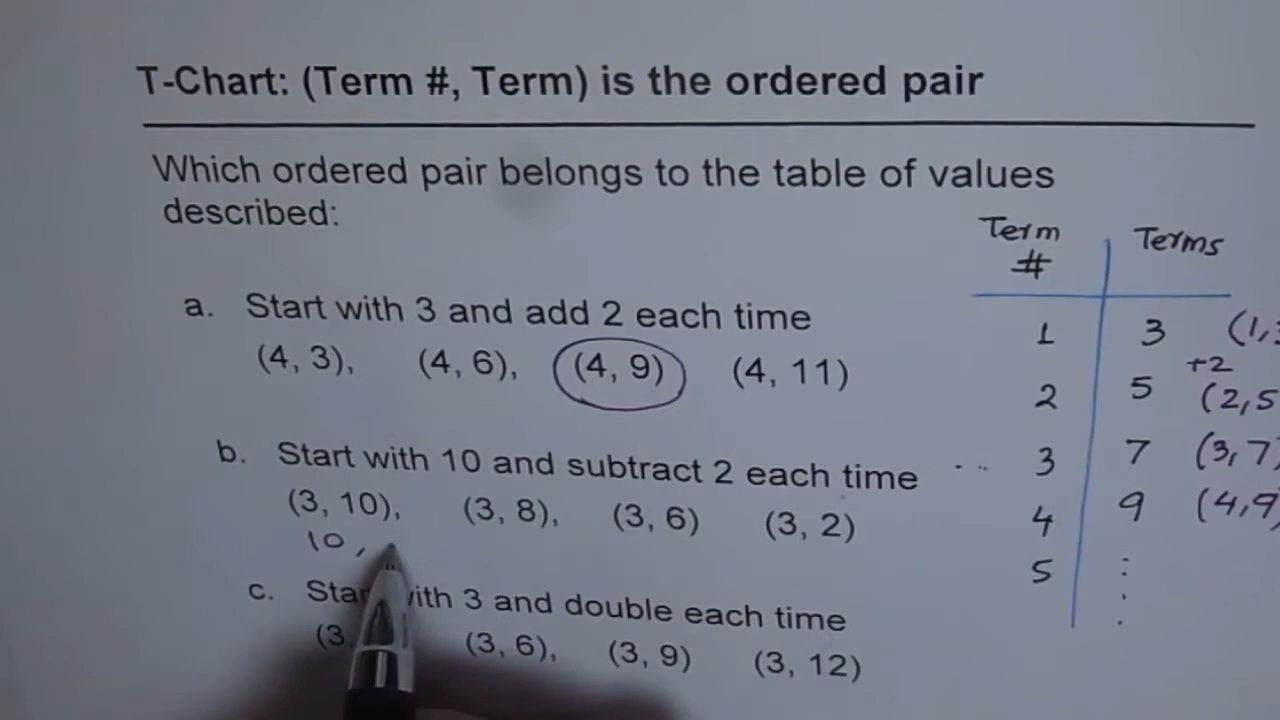 T-Chart: (Term #, Term) is the ordered pair
Which ordered pair belongs to the table of values
described:
a. Start with 3 and add 2 each time
(4, 3), (4, 6), (4, 9) (4, 11)
b. Start with 10 and subtract 2 each time
(3, 10), (3, 8), (3, 6) (3, 2)
10,
c. Start with 3 and double each time
(3, (3, 6), (3, 9) (3, 12)
Term Terms
#
1 3 (1,
+2
2 5 (2,5
3 7 (3,7)
4 9 (4,9)
5